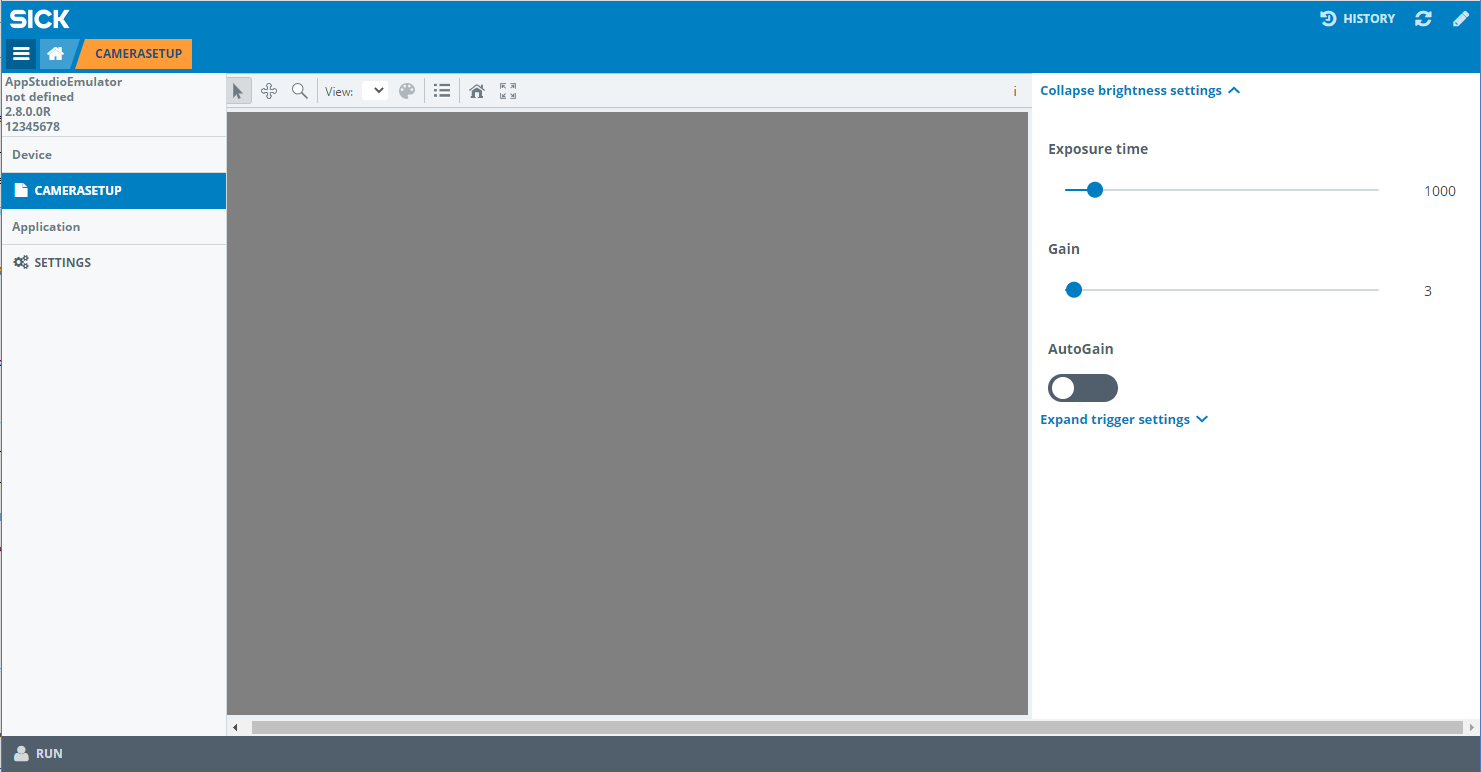 SICK
HISTORY
CAMERASETUP
AppStudioEmulator
not defined
2.8.0.0R
12345678
Device
CAMERASETUP
Application
SETTINGS
View:
i
Collapse brightness settings
Exposure time
1000
Gain
3
AutoGain
Expand trigger settings
RUN